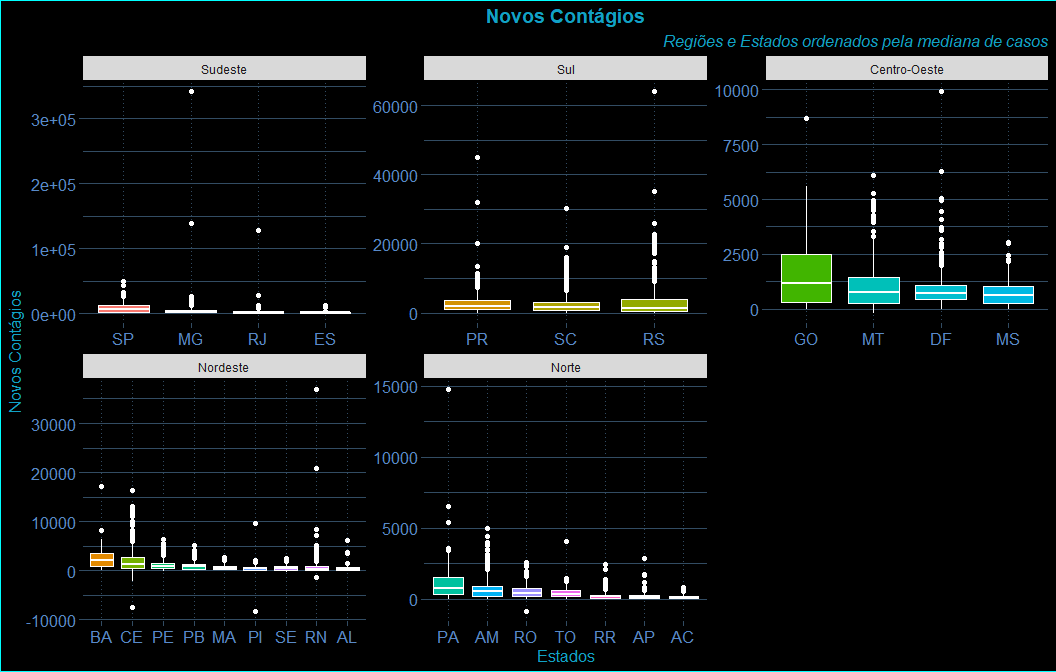 Novos Contágios
Regiões e Estados ordenados pela mediana de casos
Sudeste
Sul
Centro-Oeste
3e+05
2e+05
1e+05
0e+00
60000
40000
20000
0
10000
7500
5000
2500
0
SP MG RJ ES
PR SC RS
GO MT DF MS
Novos Contágios
Nordeste
Norte
30000
20000
10000
0
-10000
15000
10000
5000
0
BA CE PE PB MA PI SE RN AL
PA AM RO TO RR AP AC
Estados